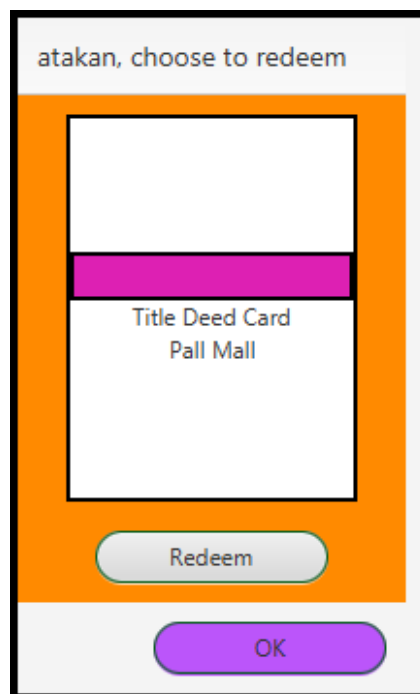 atakan, choose to redeem
Title Deed Card
Pall Mall
Redeem
OK